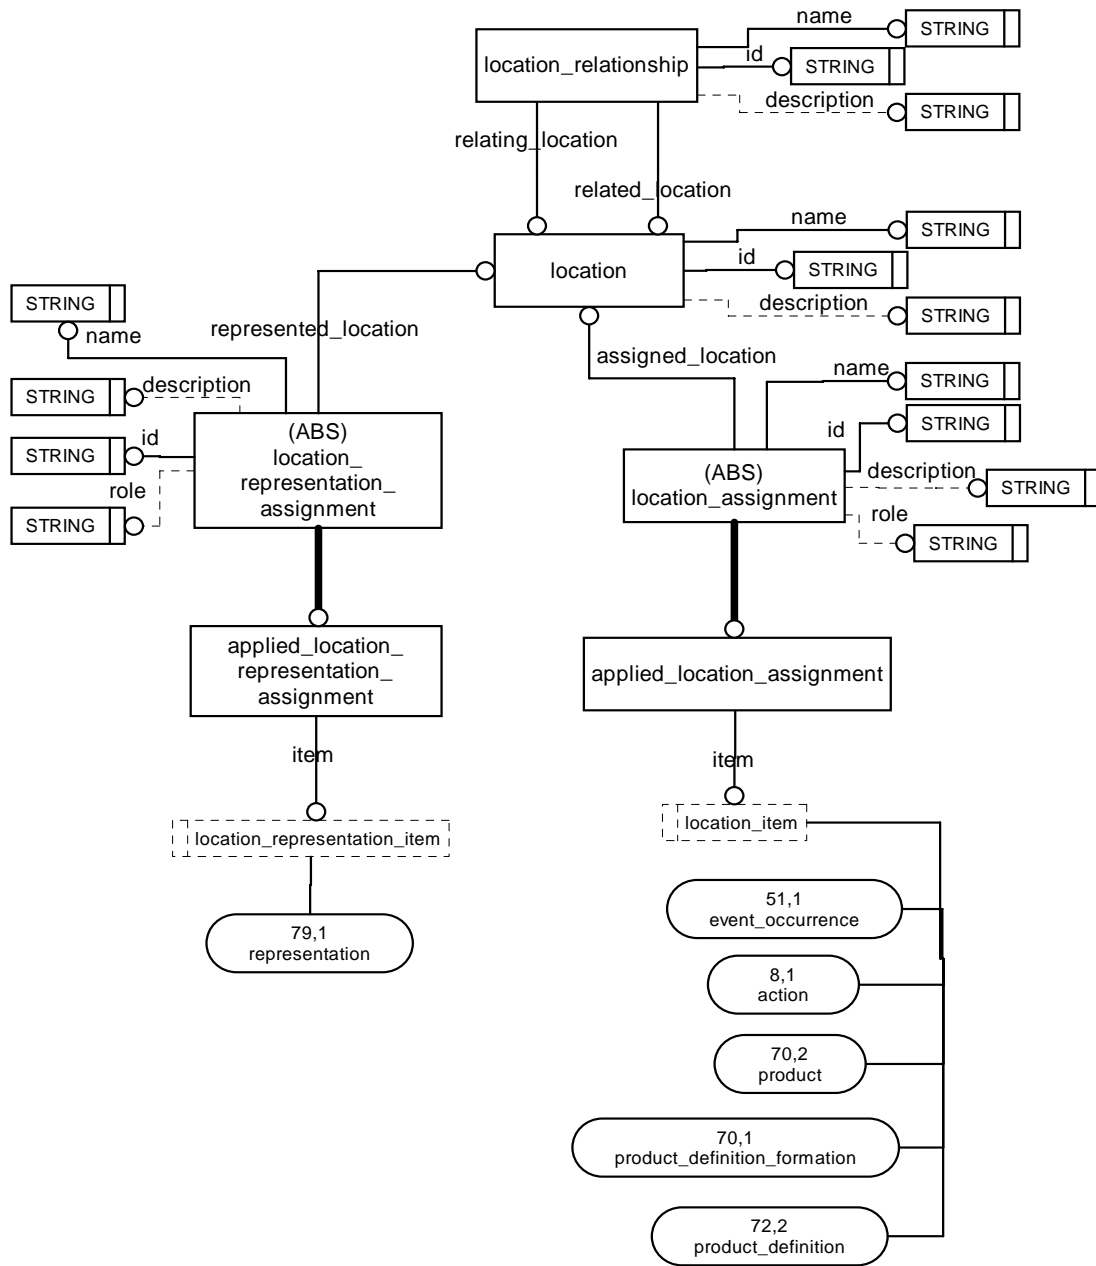 name
STRING
location_relationship
id
STRING
description
STRING
relating_location
related_location
name
STRING
location
id
STRING
description
STRING
STRING
name
represented_location
assigned_location
name
STRING
description
STRING
id
STRING
(ABS)
location_
representation_
assignment
id
STRING
role
STRING
(ABS)
location_assignment
description
STRING
role
STRING
applied_location_
representation_
assignment
applied_location_assignment
item
item
location_representation_item
location_item
79,1
representation
51,1
event_occurrence
8,1
action
70,2
product
70,1
product_definition_formation
72,2
product_definition